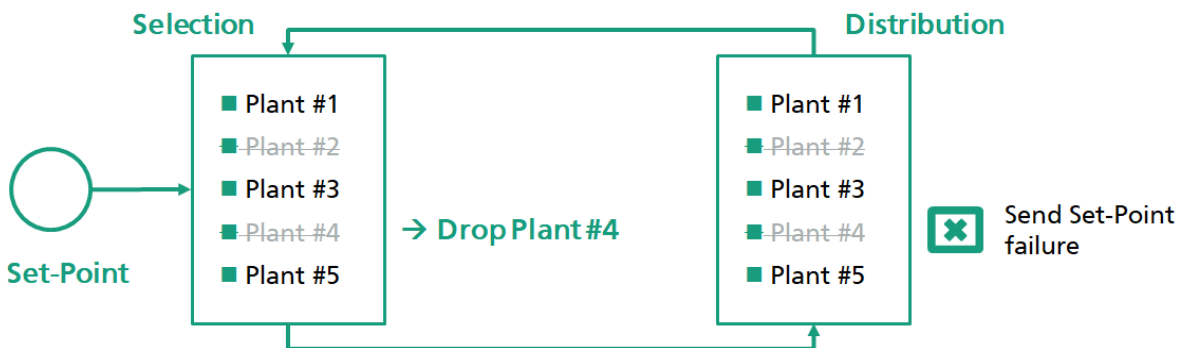 Selection
Distribution
Plant #1
Plant #2
Plant #3
Plant #4
Plant #5
Set-Point
→ Drop Plant #4
Plant #1
Plant #2
Plant #3
Plant #4
Plant #5
Send Set-Point
failure